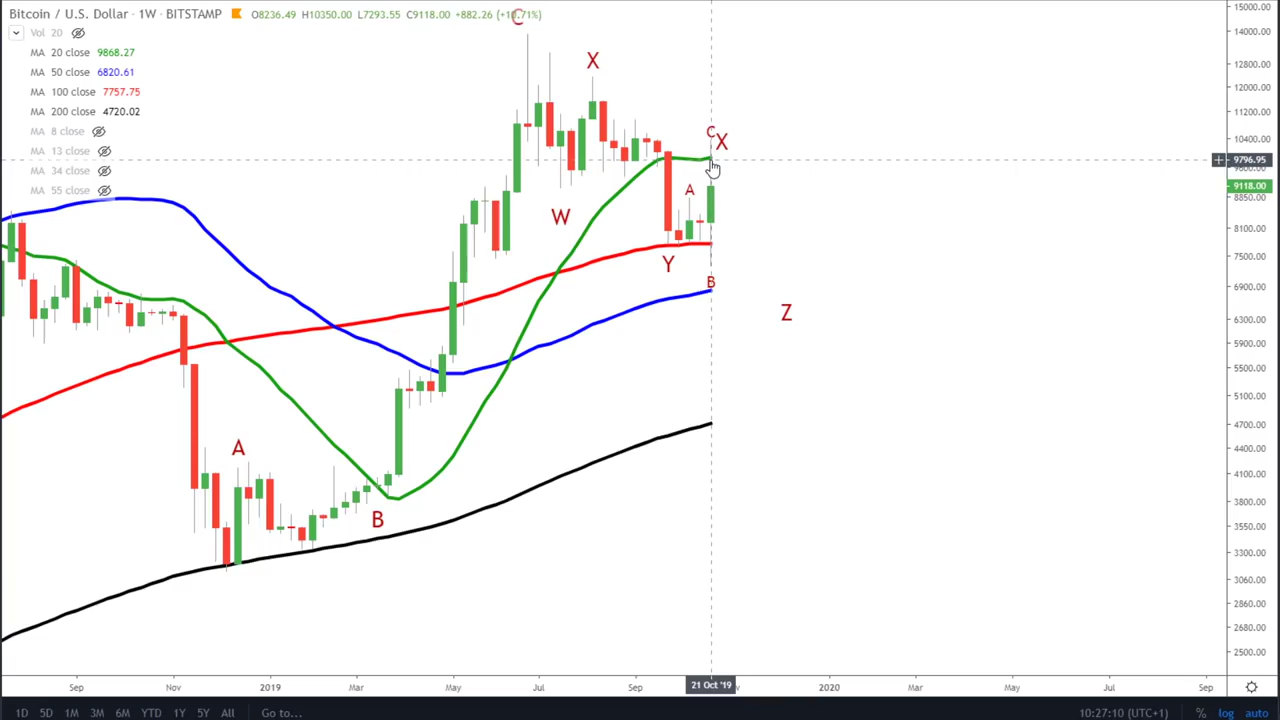 Bitcoin / U.S. Dollar · 1W · BITSTAMP O8236.49 H10350.00 L7293.55 C9118.00 +882.26 (+10.71%)
Vol 20
MA 20 close 9868.27
MA 50 close 6820.61
MA 100 close 7757.75
MA 200 close 4720.02
MA 8 close
MA 13 close
MA 34 close
MA 55 close
C
X
C
X
A
W
Y
B
Z
A
B
15000.00
14000.00
12800.00
12000.00
11200.00
10400.00
9796.95
9600.00
9118.00
8850.00
8100.00
7500.00
6900.00
6300.00
5900.00
5500.00
5100.00
4700.00
4400.00
4100.00
3800.00
3550.00
3300.00
3060.00
2860.00
2680.00
2500.00
Sep Nov 2019 Mar May Jul Sep 21 Oct '19 2020 Mar May Jul Sep
1D 5D 1M 3M 6M YTD 1Y 5Y All Go to... 10:27:10 (UTC+1) % log auto